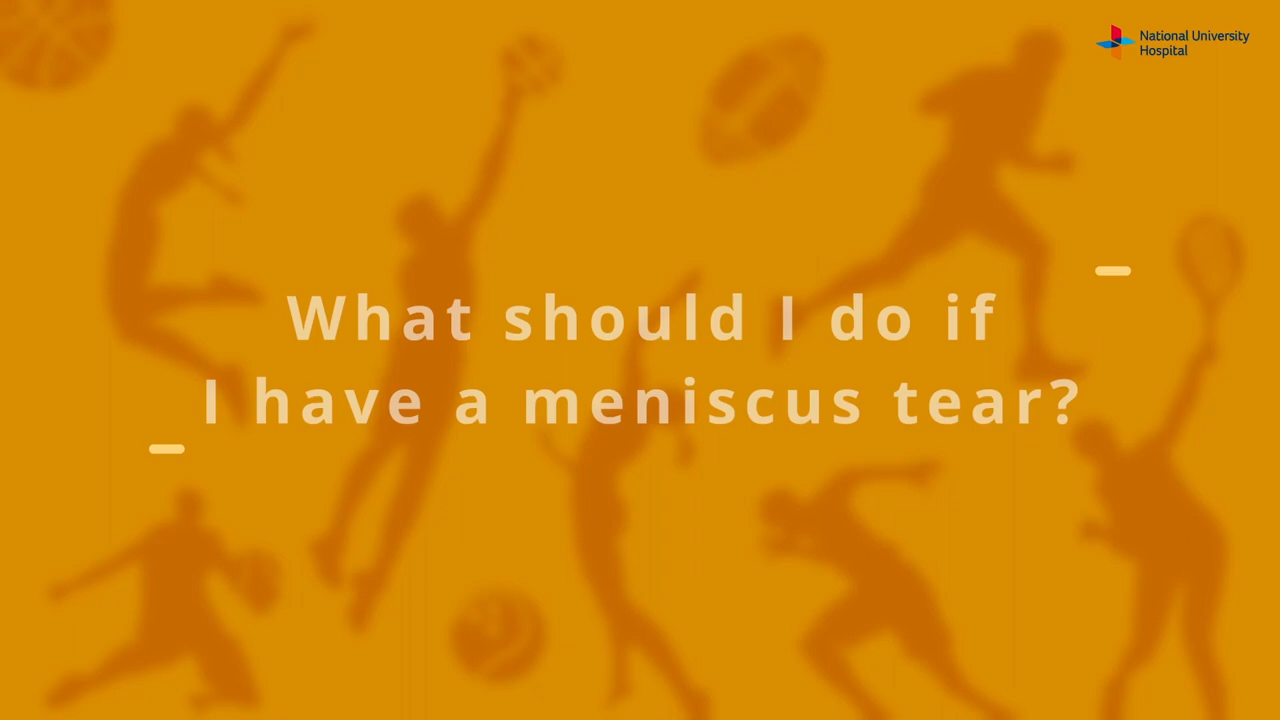 National University
Hospital
What should I do if
I have a meniscus tear?